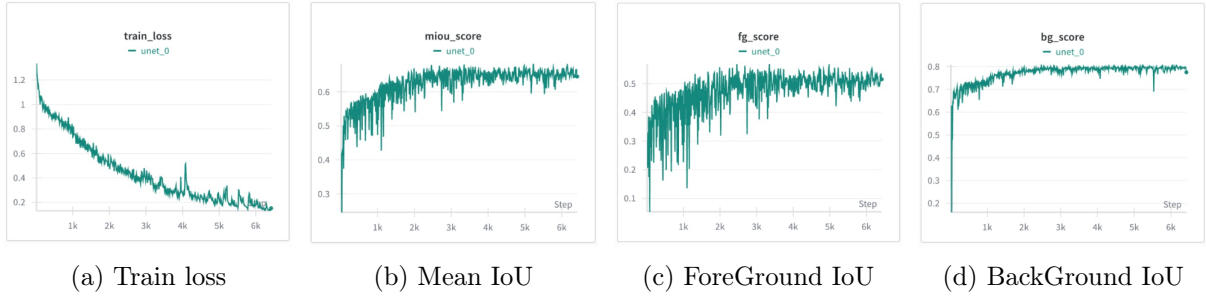 train_loss
unet_0
1.2
1
0.8
0.6
0.4
0.2
1k 2k 3k 4k 5k 6k
miou_score
unet_0
0.6
0.5
0.4
0.3
Step
1k 2k 3k 4k 5k 6k
fg_score
unet_0
0.5
0.4
0.3
0.2
0.1
Step
1k 2k 3k 4k 5k 6k
bg_score
unet_0
0.8
0.7
0.6
0.5
0.4
0.3
0.2
Step
1k 2k 3k 4k 5k 6k
(a) Train loss
(b) Mean IoU
(c) ForeGround IoU
(d) BackGround IoU